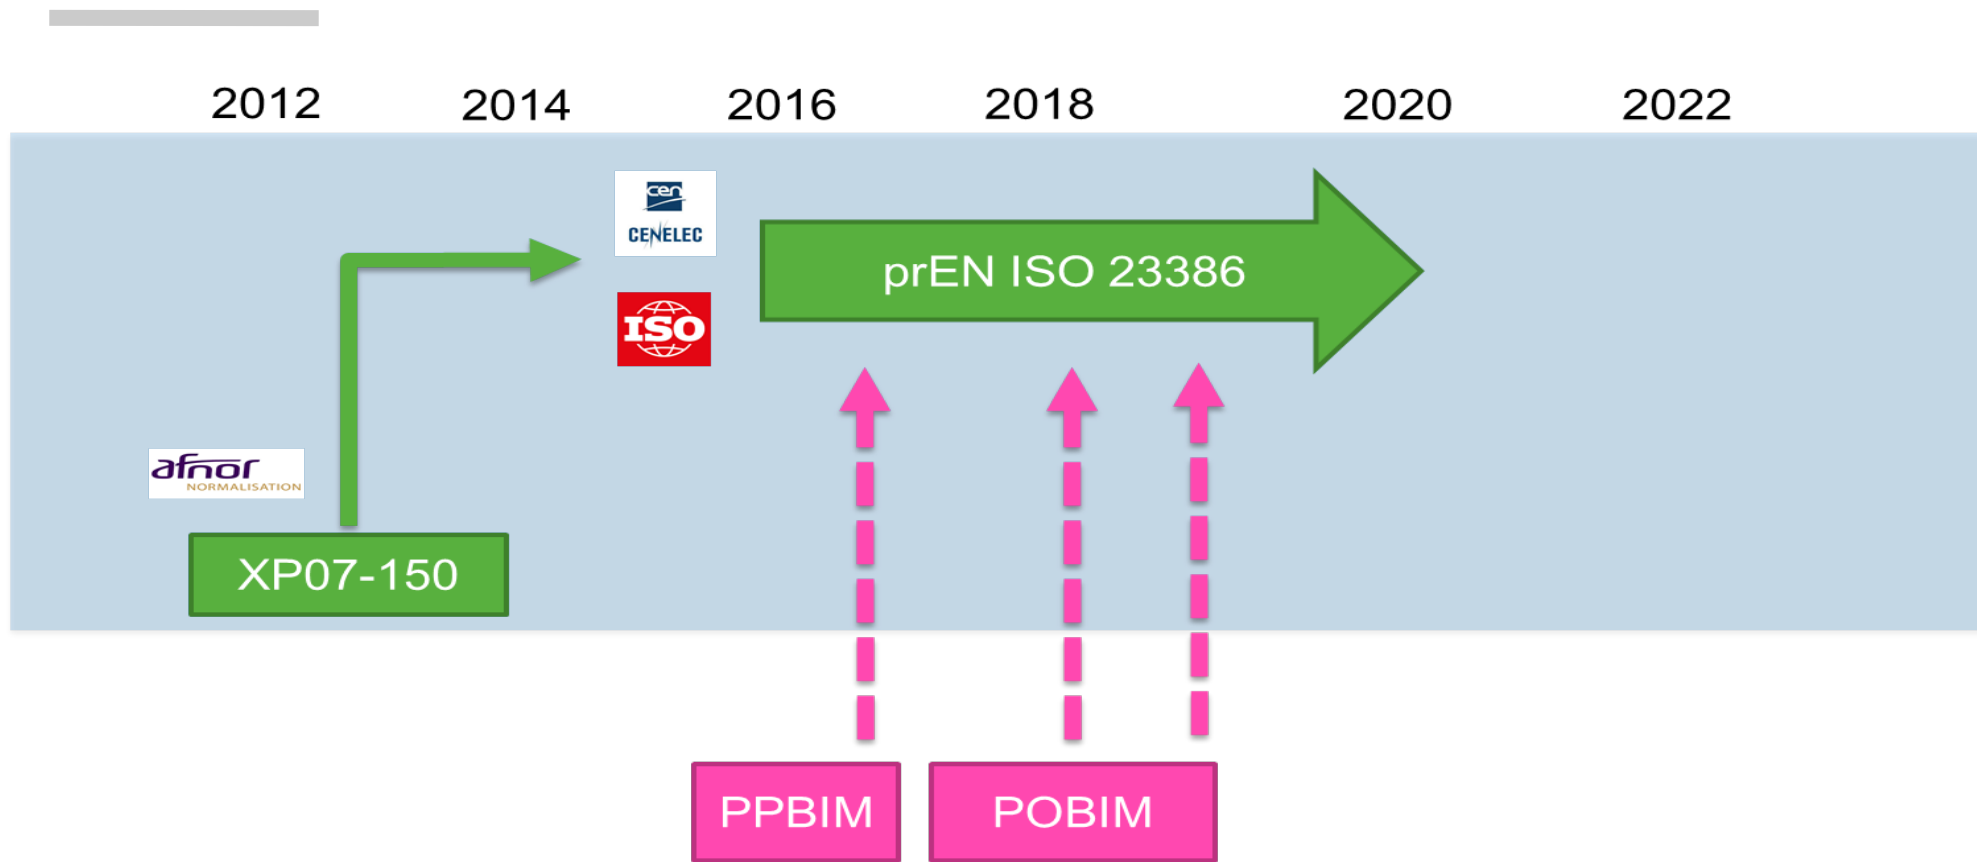 2012 2014 2016 2018 2020 2022
cen
CENELEC
prEN ISO 23386
ISO
afnor
NORMALISATION
XP07-150
PPBIM POBIM